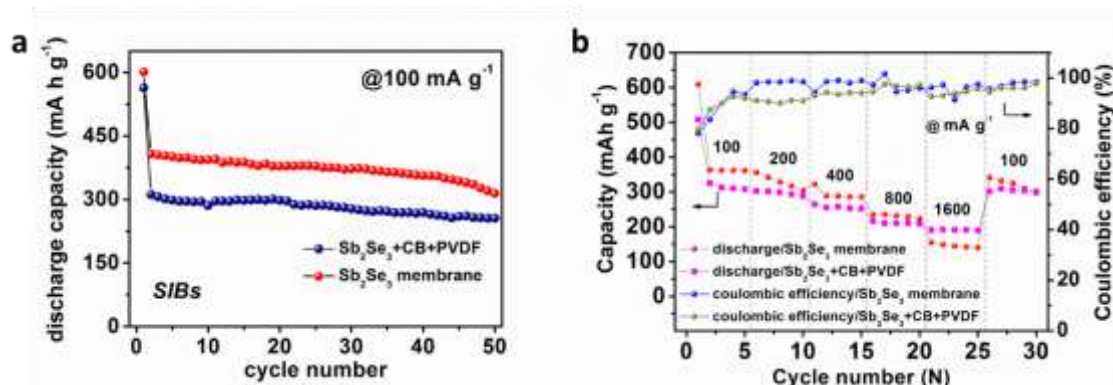 a
discharge capacity (mA h g⁻¹)
600
450
300
150
0
@100 mA g⁻¹
Sb₂Se₃+CB+PVDF
Sb₂Se₃ membrane
SIBs
0 10 20 30 40 50
cycle number
b
Capacity (mAh g⁻¹)
700
600
500
400
300
200
100
0
100 200 400 800 1600 100
@ mA g⁻¹
discharge/Sb₂Se₃ membrane
discharge/Sb₂Se₃+CB+PVDF
coulombic efficiency/Sb₂Se₃ membrane
coulombic efficiency/Sb₂Se₃+CB+PVDF
0 5 10 15 20 25 30
Cycle number (N)
100
80
60
40
20
0
Coulombic efficiency (%)